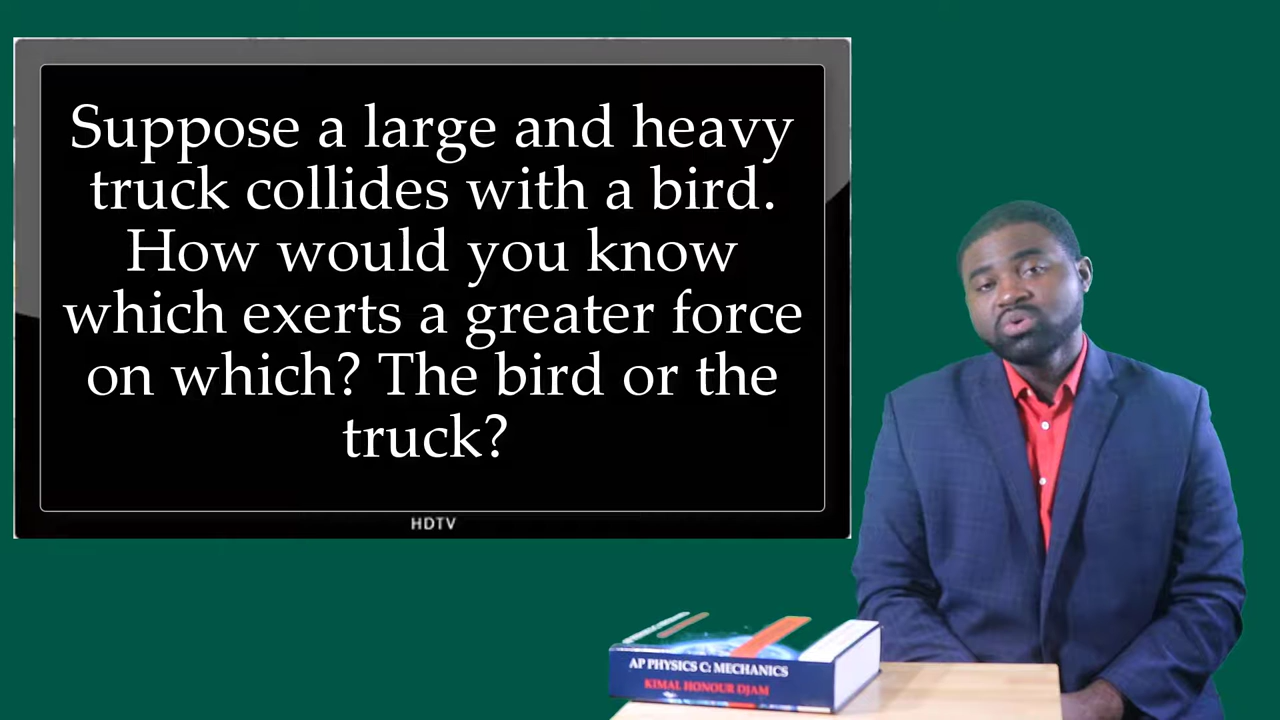 Suppose a large and heavy
truck collides with a bird.
How would you know
which exerts a greater force
on which? The bird or the
truck?
HDTV
AP PHYSICS C: MECHANICS
KIMAL HONOUR DJAM